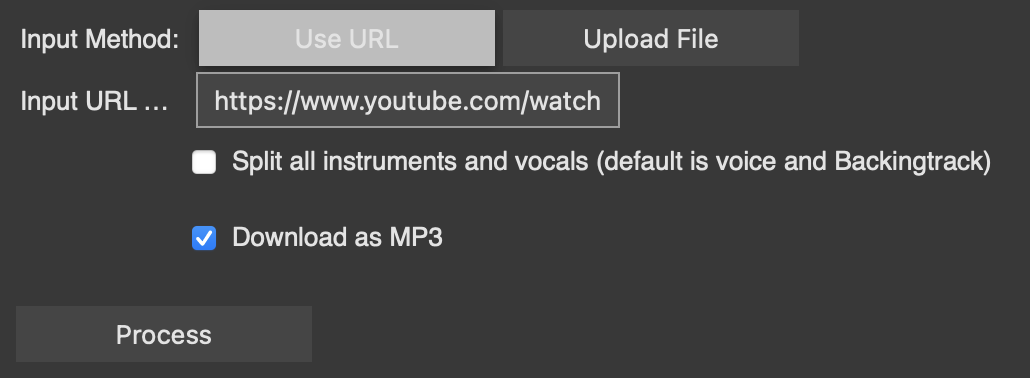 Input Method: Use URL Upload File
Input URL ... https://www.youtube.com/watch
Split all instruments and vocals (default is voice and Backingtrack)
Download as MP3
Process